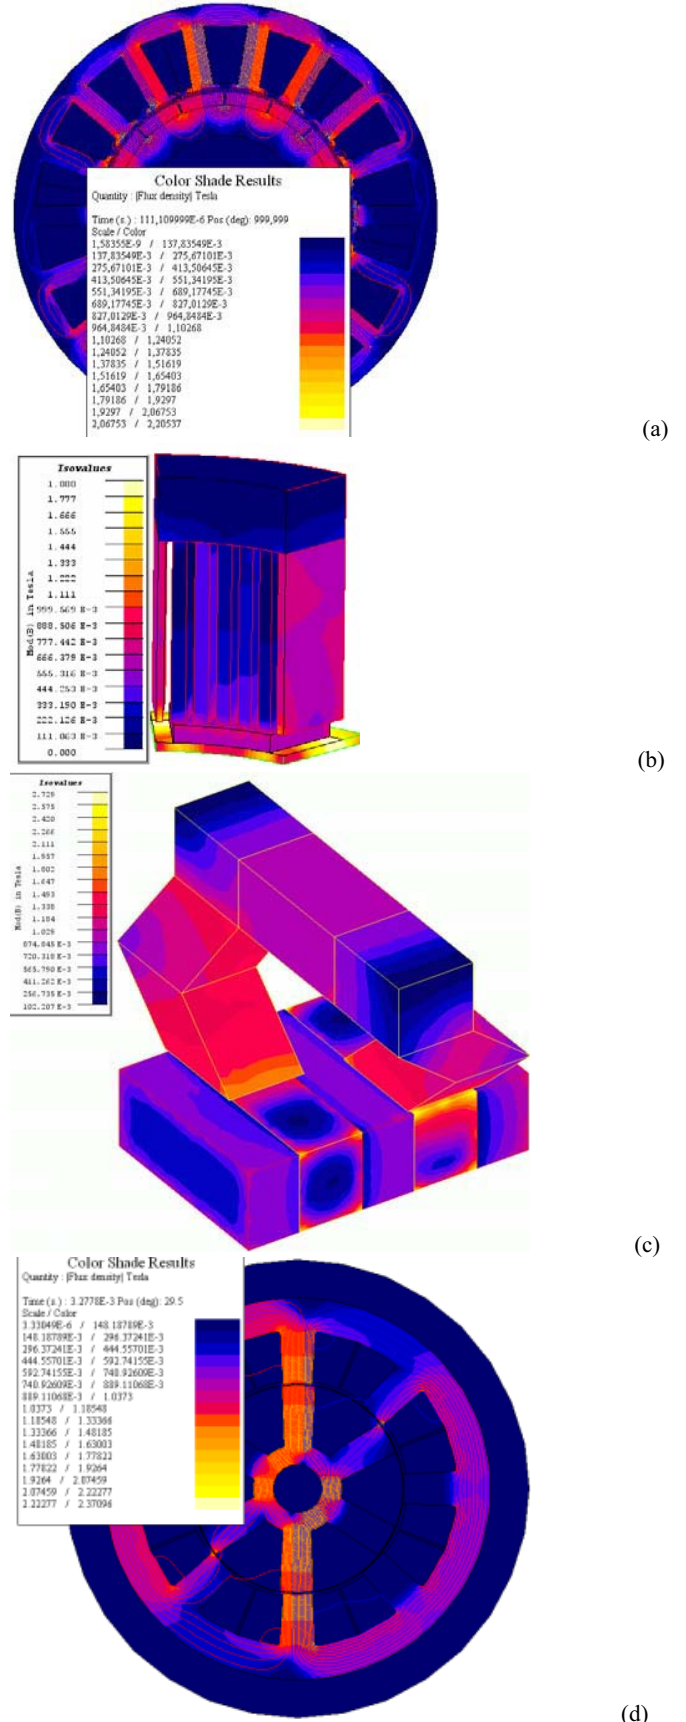 Color Shade Results
Quantity : |Flux density| Tesla
Time (s.) : 111,109999E-6 Pos (deg): 999,999
Scale / Color
1,58355E-9 / 137,83549E-3
137,83549E-3 / 275,67101E-3
275,67101E-3 / 413,50645E-3
413,50645E-3 / 551,34195E-3
551,34195E-3 / 689,17745E-3
689,17745E-3 / 827,0129E-3
827,0129E-3 / 964,8484E-3
964,8484E-3 / 1,10268
1,10268 / 1,24052
1,24052 / 1,37835
1,37835 / 1,51619
1,51619 / 1,65403
1,65403 / 1,79186
1,79186 / 1,9297
1,9297 / 2,06753
2,06753 / 2,20537
(a)
Isovalues
1.777
1.666
1.555
1.444
1.333
1.222
1.111
999.569 E-3
888.506 E-3
777.442 E-3
666.379 E-3
555.316 E-3
444.253 E-3
333.190 E-3
222.126 E-3
111.063 E-3
0.000
Mod(B) in Tesla
(b)
Isovalues
2.729
2.575
2.420
2.266
2.111
1.957
1.802
1.647
1.493
1.338
1.184
1.029
874.845 E-3
720.318 E-3
565.790 E-3
411.262 E-3
256.735 E-3
102.207 E-3
Mod(B) in Tesla
(c)
Color Shade Results
Quantity : |Flux density| Tesla
Time (s.) : 3.2778E-3 Pos (deg): 29.5
Scale / Color
3.33049E-6 / 148.18789E-3
148.18789E-3 / 296.37241E-3
296.37241E-3 / 444.55701E-3
444.55701E-3 / 592.74155E-3
592.74155E-3 / 740.92609E-3
740.92609E-3 / 889.11068E-3
889.11068E-3 / 1.0373
1.0373 / 1.18548
1.18548 / 1.33366
1.33366 / 1.48185
1.48185 / 1.63003
1.63003 / 1.77822
1.77822 / 1.9264
1.9264 / 2.07459
2.07459 / 2.22277
2.22277 / 2.37096
(d)